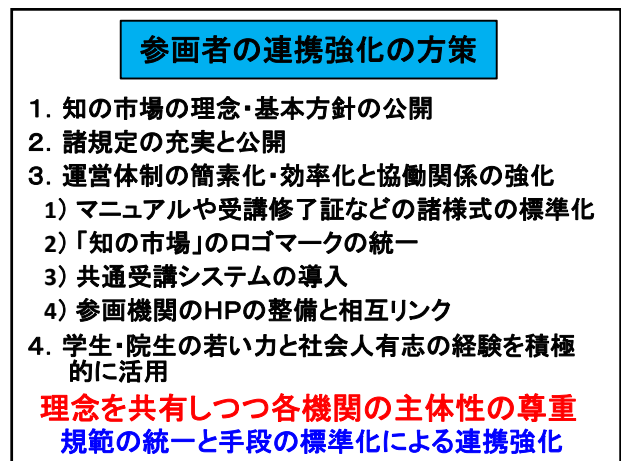 参画者の連携強化の方策
1．知の市場の理念・基本方針の公開
2．諸規定の充実と公開
3．運営体制の簡素化・効率化と協働関係の強化
1）マニュアルや受講修了証などの諸様式の標準化
2）「知の市場」のロゴマークの統一
3）共通受講システムの導入
4）参画機関のHPの整備と相互リンク
4．学生・院生の若い力と社会人有志の経験を積極
的に活用
理念を共有しつつ各機関の主体性の尊重
規範の統一と手段の標準化による連携強化